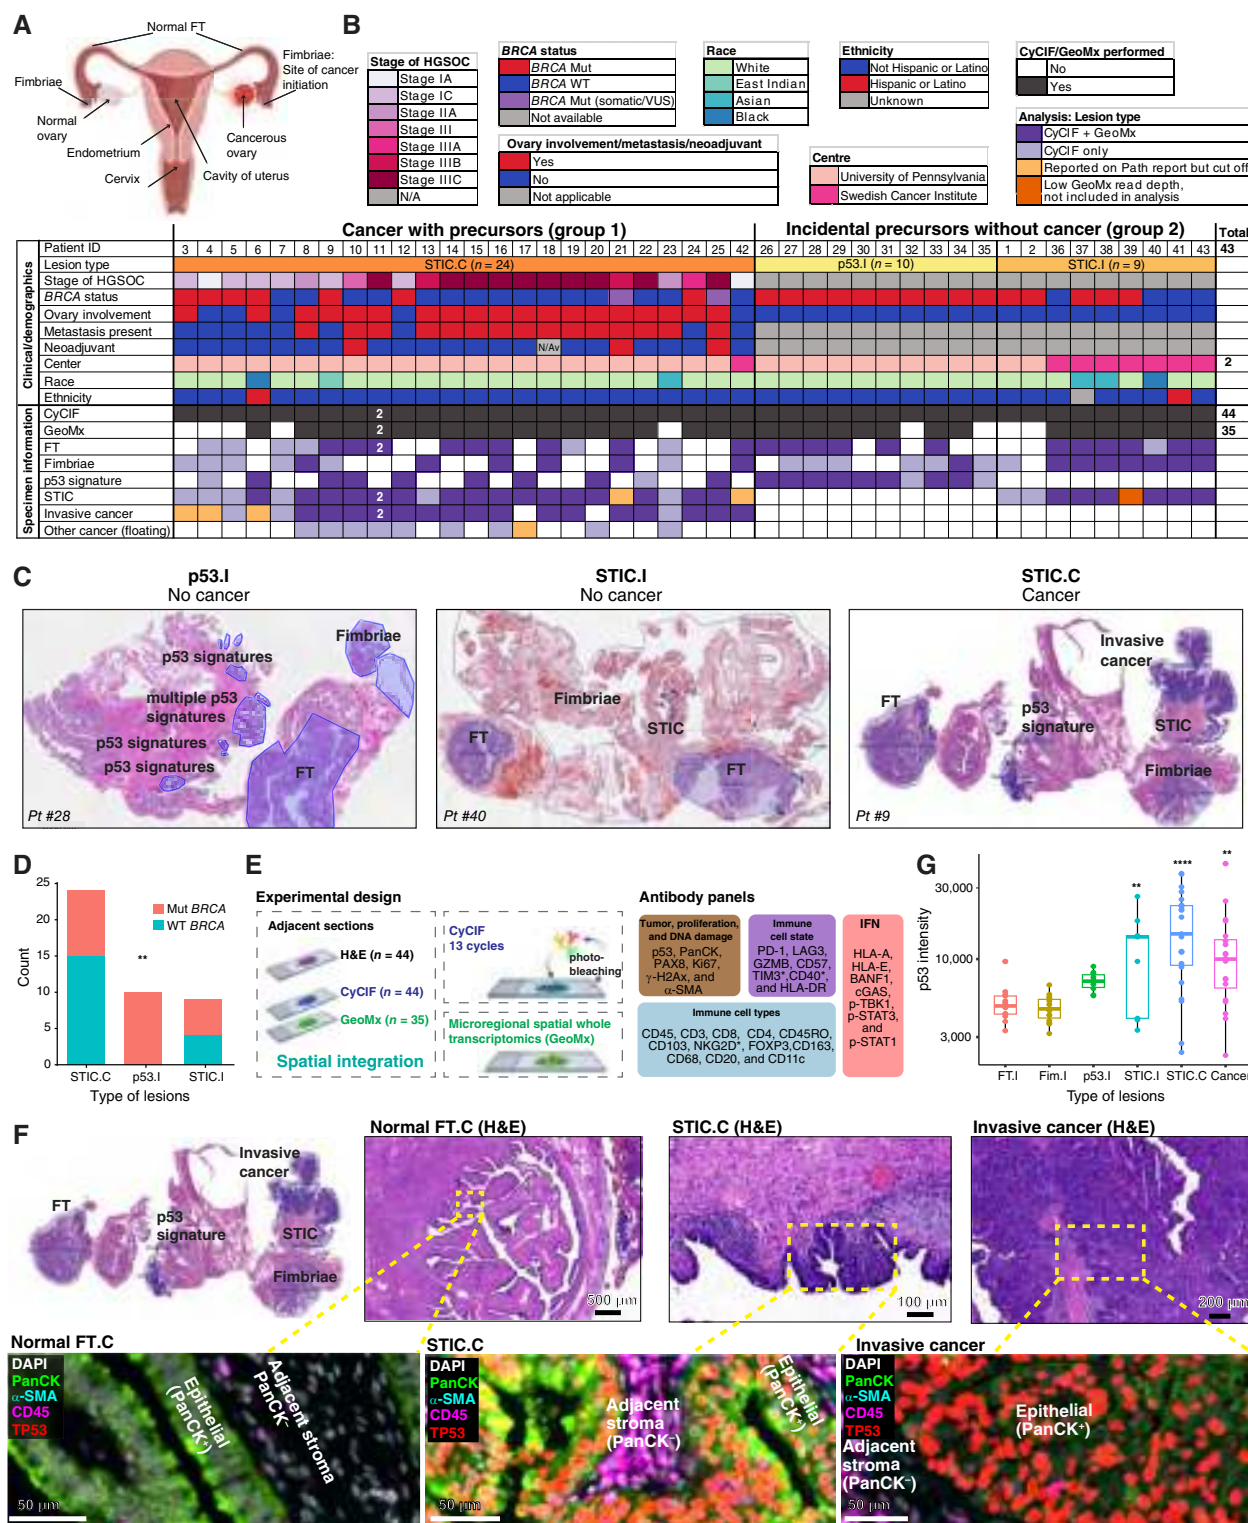 A
Normal FT
Fimbriae:
Site of cancer
initiation
Fimbriae
Normal
ovary
Endometrium
Cervix
Cancerous
ovary
Cavity of uterus
B
Stage of HGSOC
Stage IA
Stage IC
Stage IIA
Stage III
Stage IIIA
Stage IIIB
Stage IIIC
N/A
BRCA status
BRCA Mut
BRCA WT
BRCA Mut (somatic/VUS)
Not available
Ovary involvement/metastasis/neoadjuvant
Yes
No
Not applicable
Race
White
East Indian
Asian
Black
Ethnicity
Not Hispanic or Latino
Hispanic or Latino
Unknown
Centre
University of Pennsylvania
Swedish Cancer Institute
CyCIF/GeoMx performed
No
Yes
Analysis: Lesion type
CyCIF + GeoMx
CyCIF only
Reported on Path report but cut off
Low GeoMx read depth,
not included in analysis
Cancer with precursors (group 1)
Incidental precursors without cancer (group 2)
Total
Patient ID 3 4 5 6 7 8 9 10 11 12 13 14 15 16 17 18 19 20 21 22 23 24 25 42 26 27 28 29 30 31 32 33 34 35 1 2 36 37 38 39 40 41 43 43
Lesion type STIC.C (n = 24) p53.I (n = 10) STIC.I (n = 9)
Clinical/demographics
Stage of HGSOC
BRCA status
Ovary involvement
Metastasis present
Neoadjuvant N/Av
Center 2
Race
Ethnicity
Specimen information
CyCIF 2 44
GeoMx 2 35
FT 2
Fimbriae
p53 signature
STIC 2
Invasive cancer 2
Other cancer (floating)
C
p53.I
No cancer
p53 signatures
Fimbriae
multiple p53
signatures
p53 signatures
p53 signatures
FT
Pt #28
STIC.I
No cancer
Fimbriae
STIC
FT
FT
Pt #40
STIC.C
Cancer
Invasive
cancer
FT
p53
signature
STIC
Fimbriae
Pt #9
D
25
20
15
10
5
0
Count
Mut BRCA
WT BRCA
**
STIC.C p53.I STIC.I
Type of lesions
E
Experimental design
Adjacent sections
H&E (n = 44)
CyCIF (n = 44)
GeoMx (n = 35)
Spatial integration
CyCIF
13 cycles
photo-
bleaching
Microregional spatial whole
transcriptomics (GeoMx)
Antibody panels
Tumor, proliferation,
and DNA damage
p53, PanCK,
PAX8, Ki67,
γ-H2Ax, and
α-SMA
Immune
cell state
PD-1, LAG3,
GZMB, CD57,
TIM3*,CD40*,
and HLA-DR
IFN
HLA-A,
HLA-E,
BANF1,
cGAS,
p-TBK1,
p-STAT3,
and
p-STAT1
Immune cell types
CD45, CD3, CD8, CD4, CD45RO,
CD103, NKG2D*, FOXP3,CD163,
CD68, CD20, and CD11c
G
30,000
10,000
3,000
p53 intensity
**
****
**
FT.I Fim.I p53.I STIC.I STIC.C Cancer
Type of lesions
F
Invasive
cancer
FT
p53
signature
STIC
Fimbriae
Normal FT.C (H&E)
500 µm
STIC.C (H&E)
100 µm
Invasive cancer (H&E)
200 µm
Normal FT.C
DAPI
PanCK
α-SMA
CD45
TP53
Epithelial
(PanCK+)
Adjacent stroma
PanCK−
50 µm
STIC.C
DAPI
PanCK
α-SMA
CD45
TP53
Adjacent
stroma
(PanCK−)
Epithelial
(PanCK+)
50 µm
Invasive cancer
DAPI
PanCK
α-SMA
CD45
TP53
Adjacent
stroma
(PanCK−)
Epithelial
(PanCK+)
50 µm